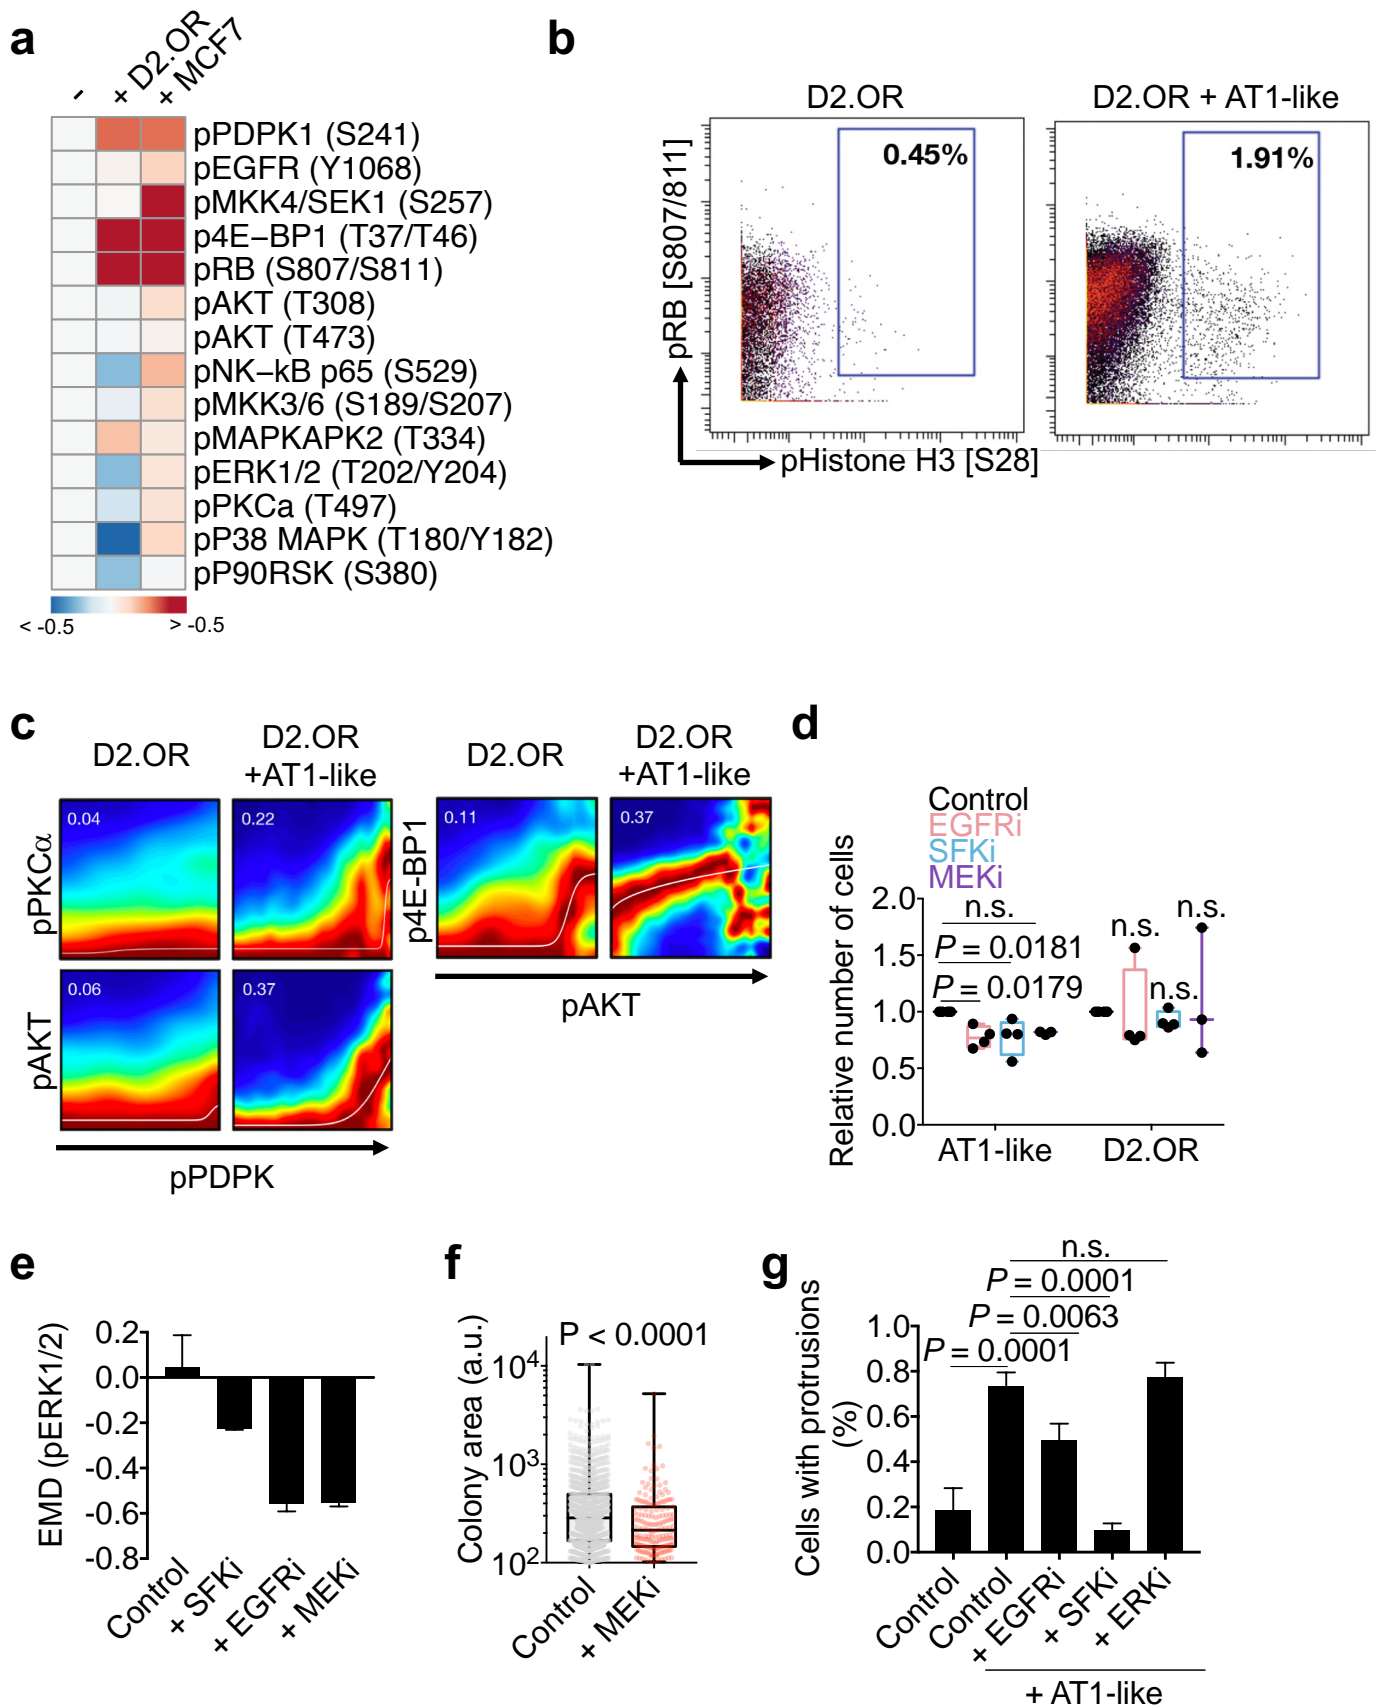 a
-
+ D2.OR
+ MCF7
pPDPK1 (S241)
pEGFR (Y1068)
pMKK4/SEK1 (S257)
p4E–BP1 (T37/T46)
pRB (S807/S811)
pAKT (T308)
pAKT (T473)
pNK–kB p65 (S529)
pMKK3/6 (S189/S207)
pMAPKAPK2 (T334)
pERK1/2 (T202/Y204)
pPKCa (T497)
pP38 MAPK (T180/Y182)
pP90RSK (S380)
< -0.5
> -0.5
b
D2.OR
D2.OR + AT1-like
0.45%
1.91%
pRB [S807/811]
pHistone H3 [S28]
c
D2.OR
D2.OR
+AT1-like
D2.OR
D2.OR
+AT1-like
pPKCα
0.04
0.22
p4E-BP1
0.11
0.37
pAKT
0.06
0.37
pAKT
pPDPK
d
Control
EGFRi
SFKi
MEKi
Relative number of cells
2.0
1.5
1.0
0.5
0.0
n.s.
P = 0.0181
P = 0.0179
n.s.
n.s.
n.s.
AT1-like
D2.OR
e
EMD (pERK1/2)
0.2
0.0
-0.2
-0.4
-0.6
-0.8
Control
+ SFKi
+ EGFRi
+ MEKi
f
Colony area (a.u.)
P < 0.0001
10⁴
10³
10²
Control
+ MEKi
g
Cells with protrusions
(%)
n.s.
P = 0.0001
P = 0.0063
P = 0.0001
1.0
0.8
0.6
0.4
0.2
0.0
Control
Control
+ EGFRi
+ SFKi
+ ERKi
+ AT1-like